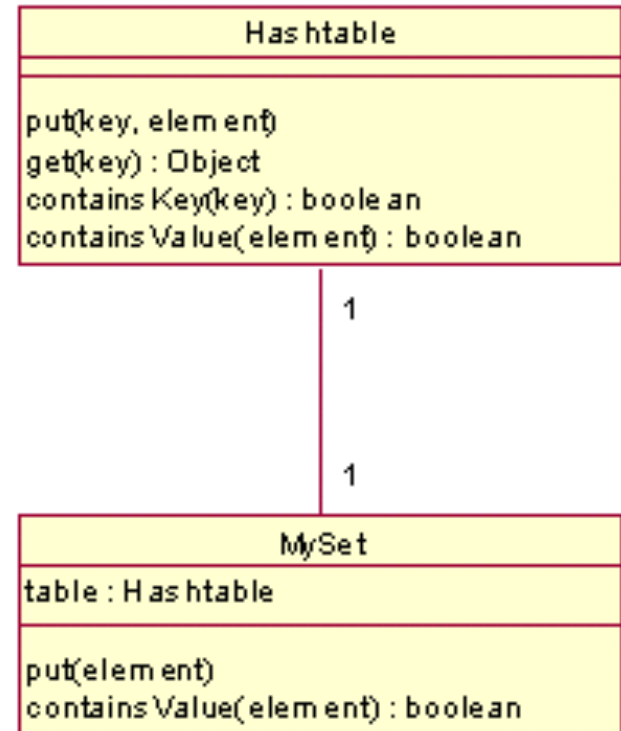 Hashtable
put(key, element)
get(key) : Object
containsKey(key) : boolean
containsValue(element) : boolean
1
1
MySet
table : Hashtable
put(element)
containsValue(element) : boolean